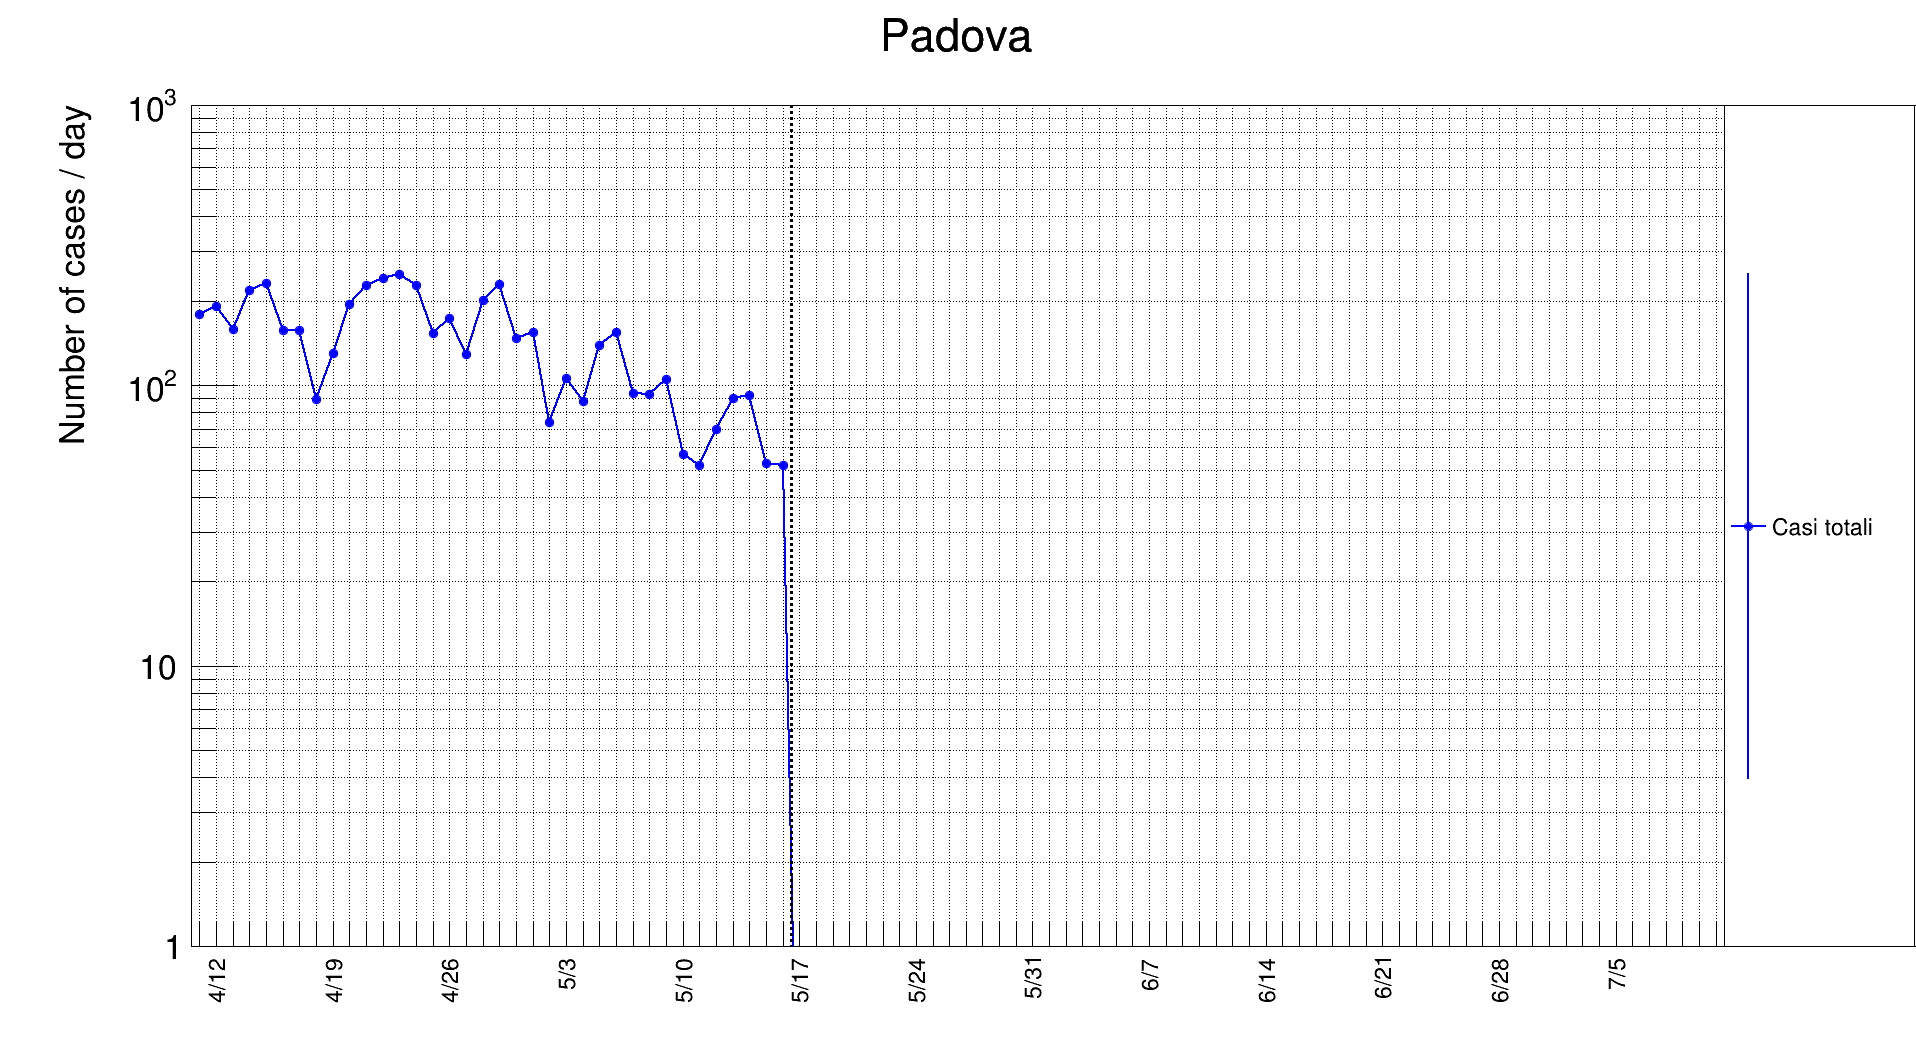 Padova
Number of cases / day
10³
10²
10
1
4/12 4/19 4/26 5/3 5/10 5/17 5/24 5/31 6/7 6/14 6/21 6/28 7/5
Casi totali